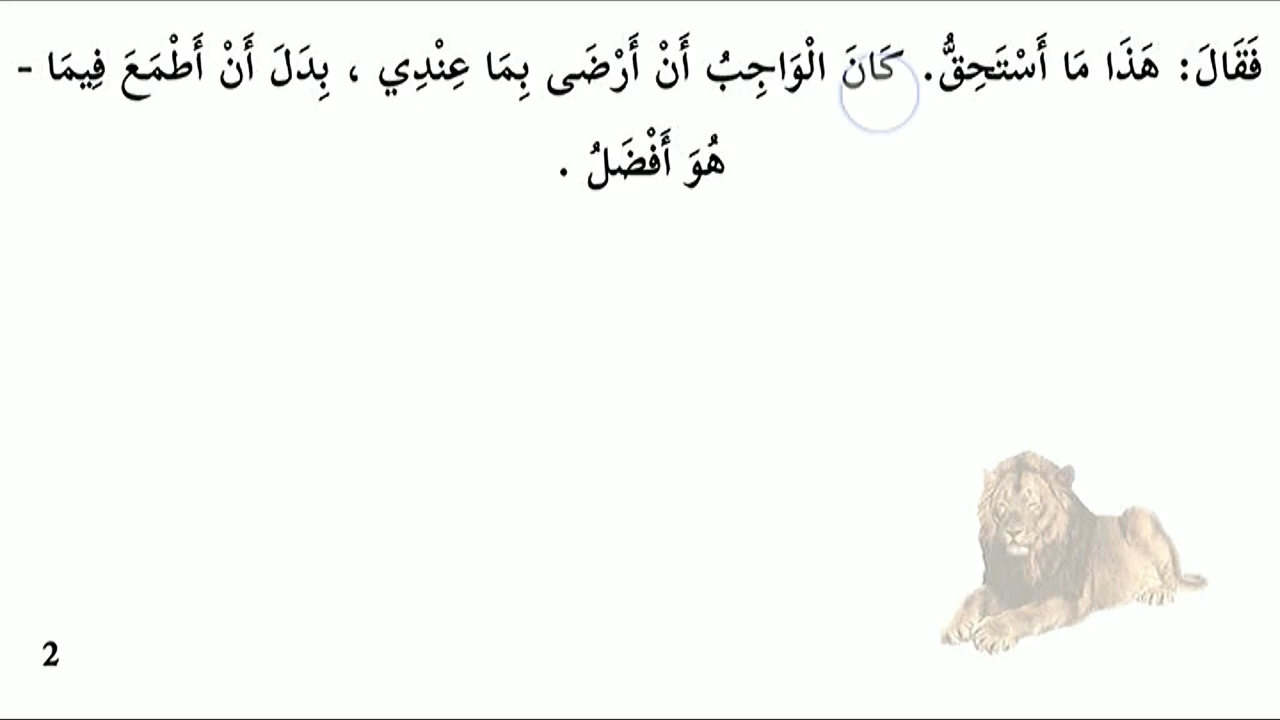 فَقَالَ: هَذَا مَا أَسْتَحِقُّ. كَانَ الْوَاجِبُ أَنْ أَرْضَى بِمَا عِنْدِي ، بِدَلَ أَنْ أَطْمَعَ فِيمَا -
هُوَ أَفْضَلُ .
2